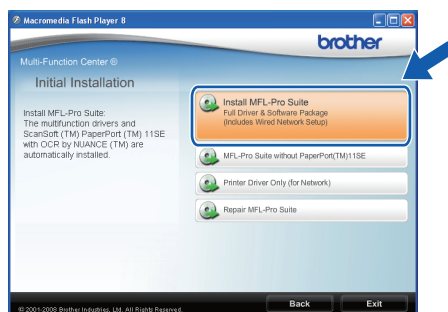 Macromedia Flash Player 8
brother
Multi-Function Center ®
Initial Installation
Install MFL-Pro Suite:
The multifunction drivers and
ScanSoft (TM) PaperPort (TM) 11SE
with OCR by NUANCE (TM) are
automatically installed.
Install MFL-Pro Suite
Full Driver & Software Package
(Includes Wired Network Setup)
MFL-Pro Suite without PaperPort(TM)11SE
Printer Driver Only (for Network)
Repair MFL-Pro Suite
© 2001-2008 Brother Industries, Ltd. All Rights Reserved.
Back
Exit